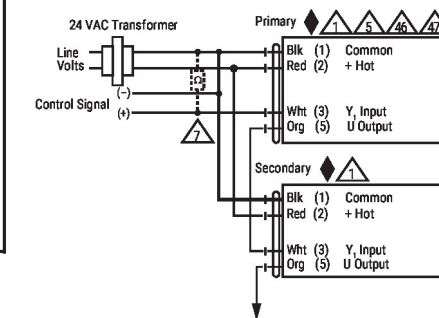 24 VAC Transformer
Primary 1 5 46 47
Line Volts
Blk (1) Common
Red (2) + Hot
(–)
Control Signal (+)
Ω
7
Wht (3) Y1 Input
Org (5) U Output
Secondary 1
Blk (1) Common
Red (2) + Hot
Wht (3) Y1 Input
Org (5) U Output